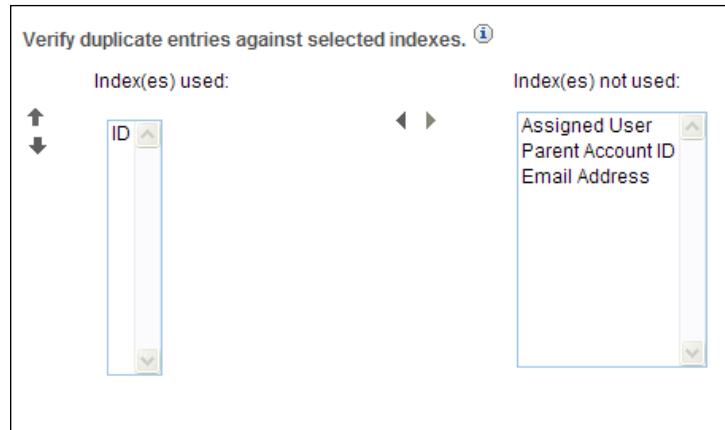 Verify duplicate entries against selected indexes.
Index(es) used:
Index(es) not used:
ID
Assigned User
Parent Account ID
Email Address